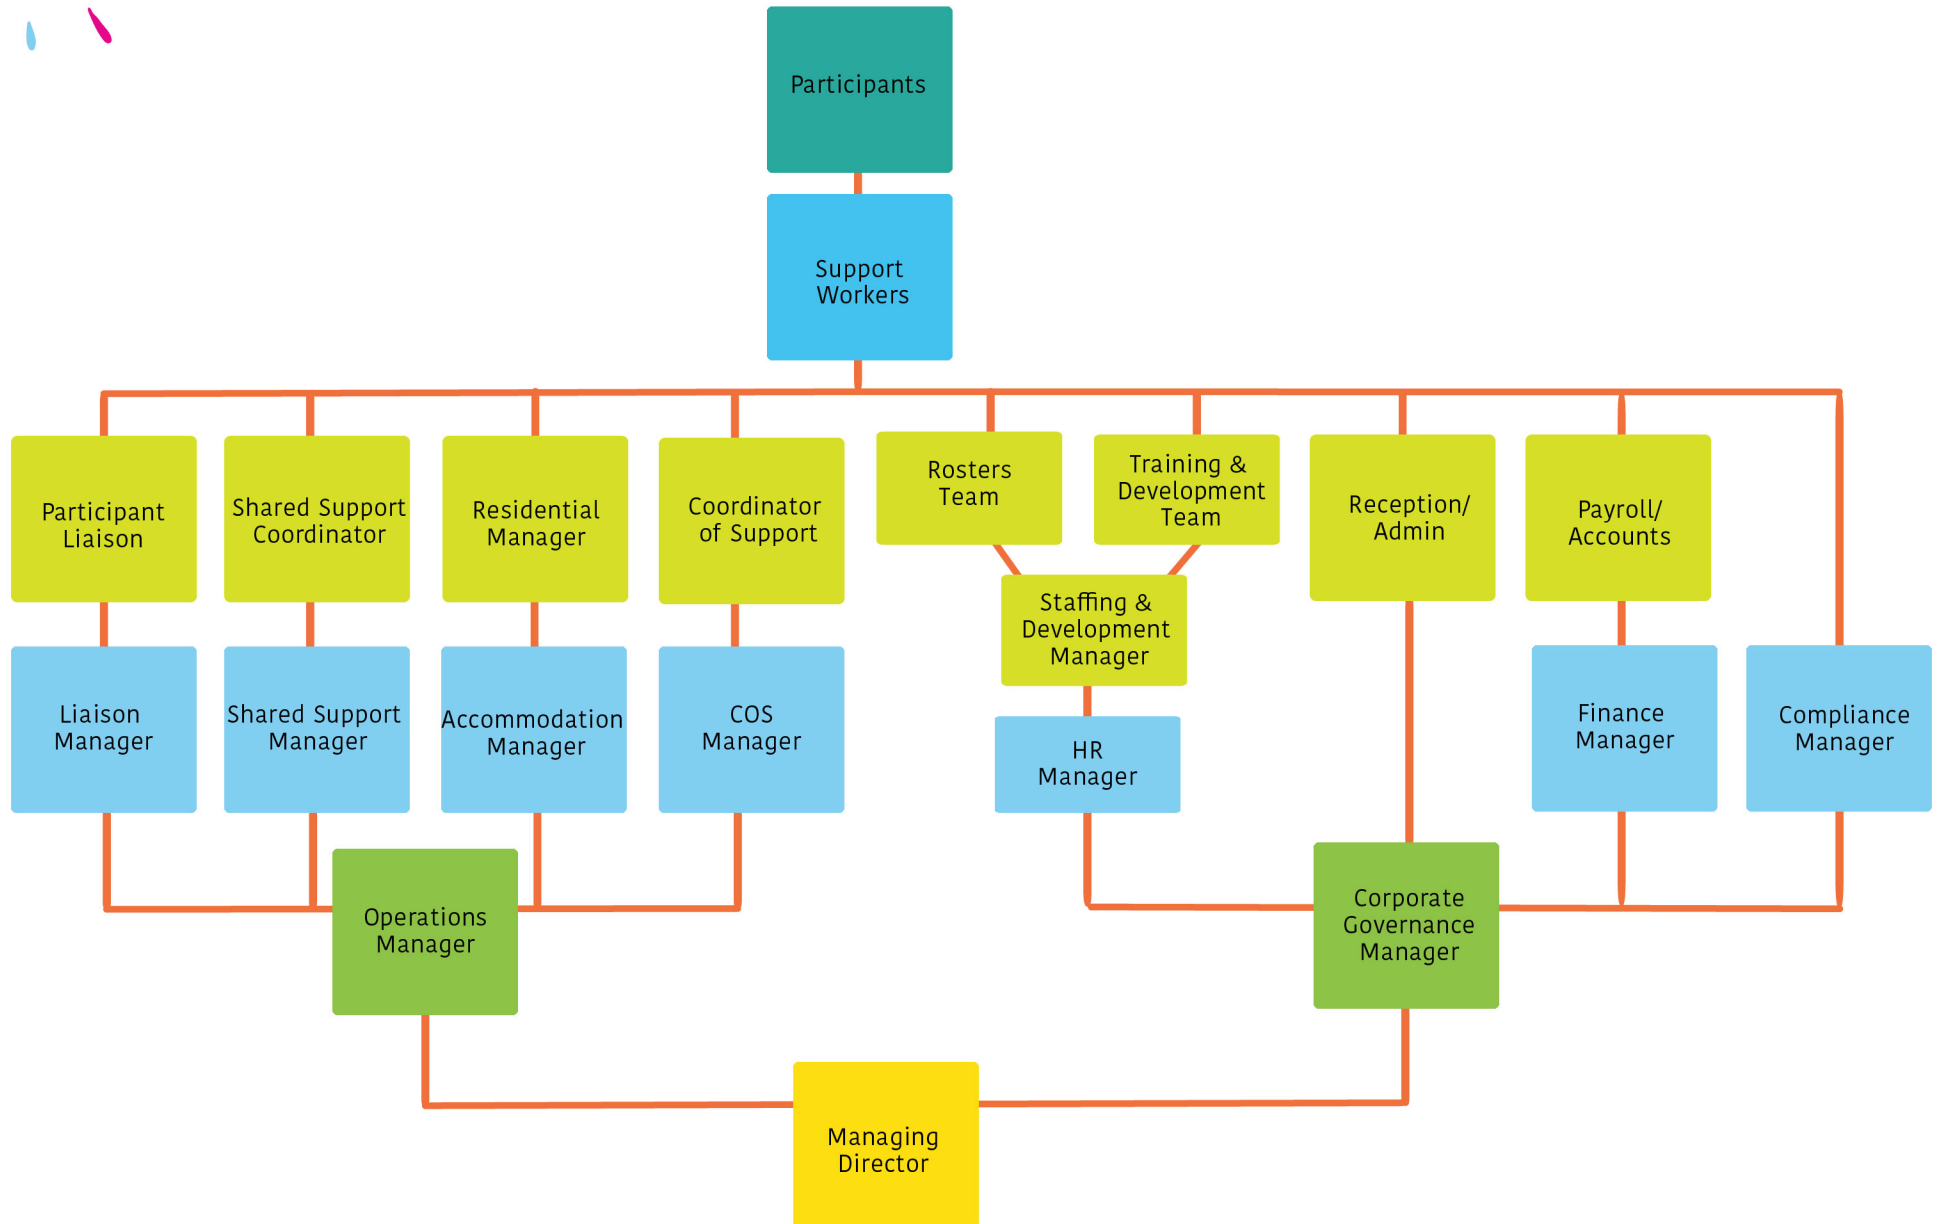 Participants
Support
Workers
Participant
Liaison
Shared Support
Coordinator
Residential
Manager
Coordinator
of Support
Rosters
Team
Training &
Development
Team
Reception/
Admin
Payroll/
Accounts
Staffing &
Development
Manager
Liaison
Manager
Shared Support
Manager
Accommodation
Manager
COS
Manager
HR
Manager
Finance
Manager
Compliance
Manager
Operations
Manager
Corporate
Governance
Manager
Managing
Director